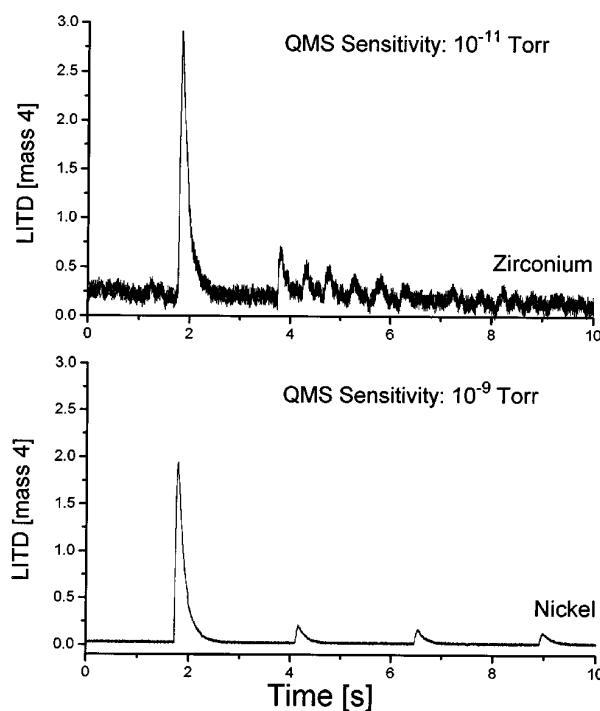 3.0
QMS Sensitivity: 10⁻¹¹ Torr
2.5
2.0
LITD [mass 4]
1.5
1.0
0.5
Zirconium
0.0
0 2 4 6 8 10
3.0
QMS Sensitivity: 10⁻⁹ Torr
2.5
2.0
LITD [mass 4]
1.5
1.0
0.5
Nickel
0.0
0 2 4 6 8 10
Time [s]